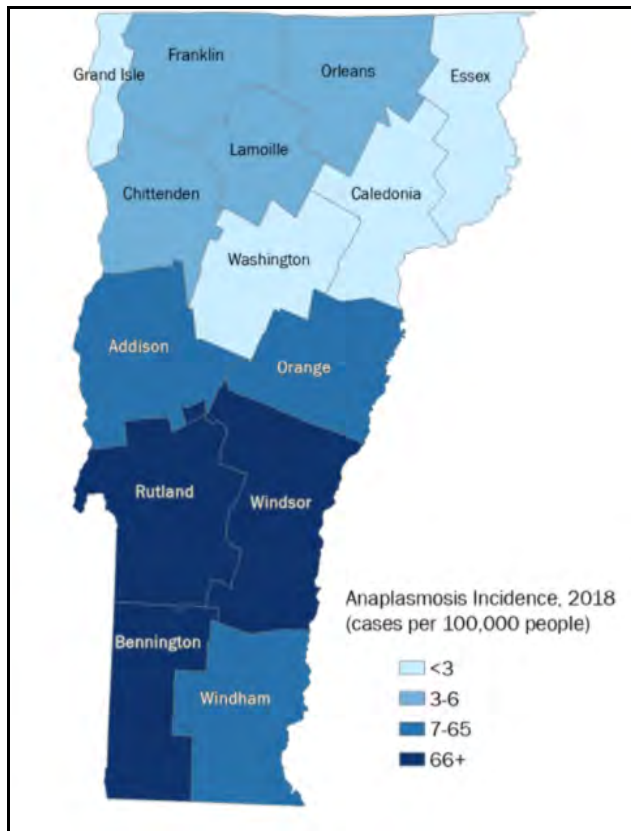 Grand Isle
Franklin
Orleans
Essex
Lamoille
Chittenden
Caledonia
Washington
Addison
Orange
Rutland
Windsor
Bennington
Windham
Anaplasmosis Incidence, 2018
(cases per 100,000 people)
<3
3-6
7-65
66+